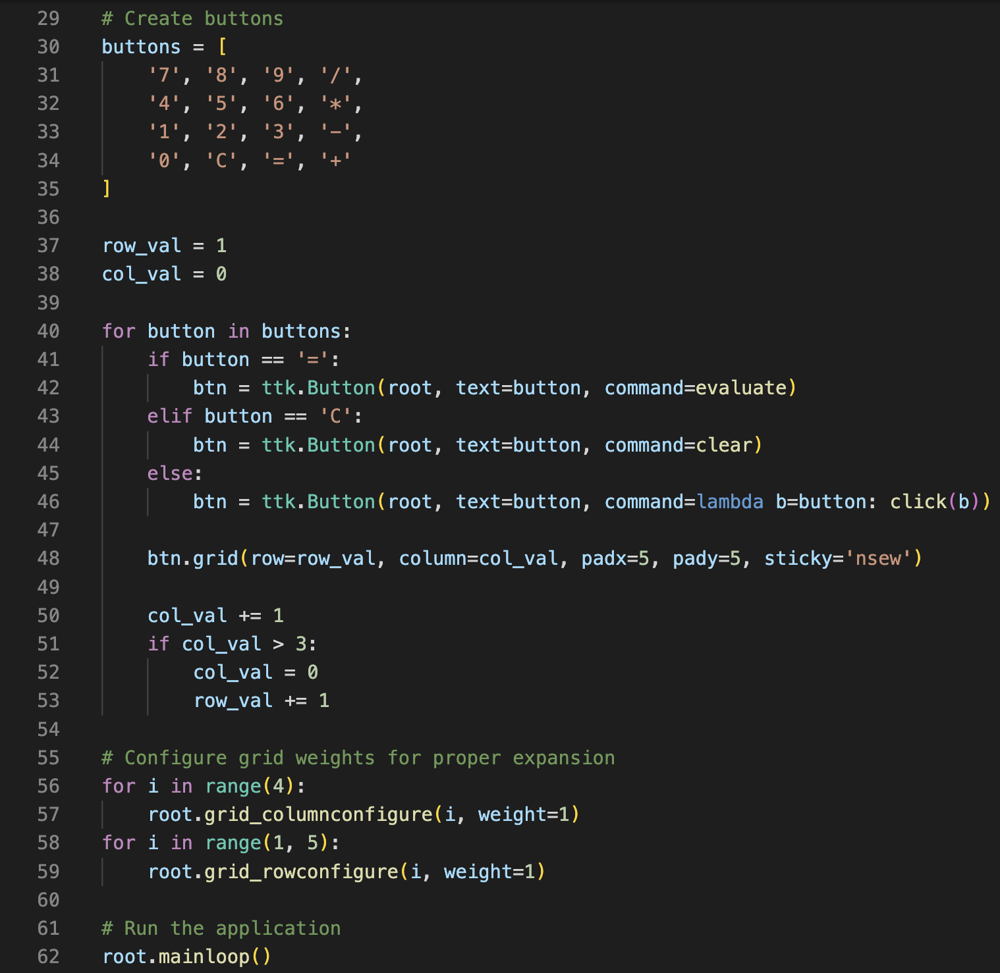 29 # Create buttons
30 buttons = [
31     '7', '8', '9', '/',
32     '4', '5', '6', '*',
33     '1', '2', '3', '-',
34     '0', 'C', '=', '+'
35 ]
36
37 row_val = 1
38 col_val = 0
39
40 for button in buttons:
41     if button == '=':
42         btn = ttk.Button(root, text=button, command=evaluate)
43     elif button == 'C':
44         btn = ttk.Button(root, text=button, command=clear)
45     else:
46         btn = ttk.Button(root, text=button, command=lambda b=button: click(b))
47
48     btn.grid(row=row_val, column=col_val, padx=5, pady=5, sticky='nsew')
49
50     col_val += 1
51     if col_val > 3:
52         col_val = 0
53         row_val += 1
54
55 # Configure grid weights for proper expansion
56 for i in range(4):
57     root.grid_columnconfigure(i, weight=1)
58 for i in range(1, 5):
59     root.grid_rowconfigure(i, weight=1)
60
61 # Run the application
62 root.mainloop()